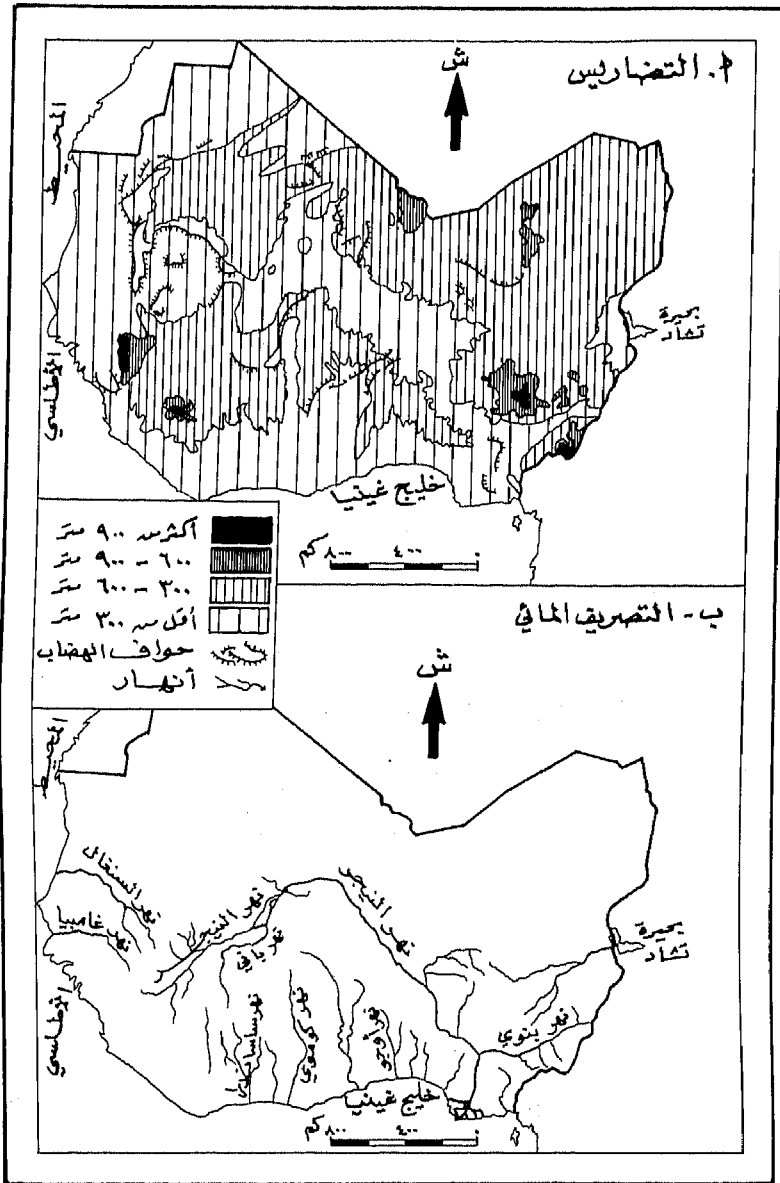 أ. التضاريس
ش
المحيط
الأطلسي
بحيرة
تشاد
خليج غينيا
٨٠٠ كم ٤٠٠ ٠
أكثر من ٩٠٠ متر
٦٠٠ - ٩٠٠ متر
٣٠٠ - ٦٠٠ متر
أقل من ٣٠٠ متر
حواف الهضاب
أنهار
ب - التصريف المائي
ش
المحيط
الأطلسي
نهر السنغال
نهر غامبيا
نهر النيجر
نهر باني
نهر النيجر
نهر ساساندرا
نهر كوموي
نهر
نهر بنوي
بحيرة
تشاد
خليج غينيا
٨٠٠ كم ٤٠٠ ٠